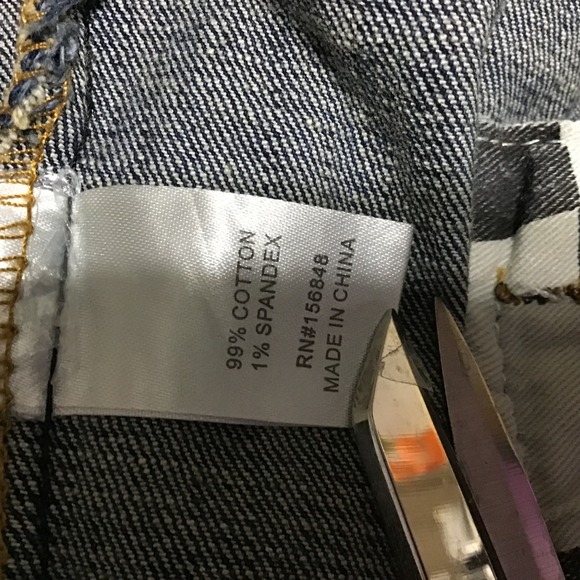 99% COTTON
1% SPANDEX
RN#156848
MADE IN CHINA